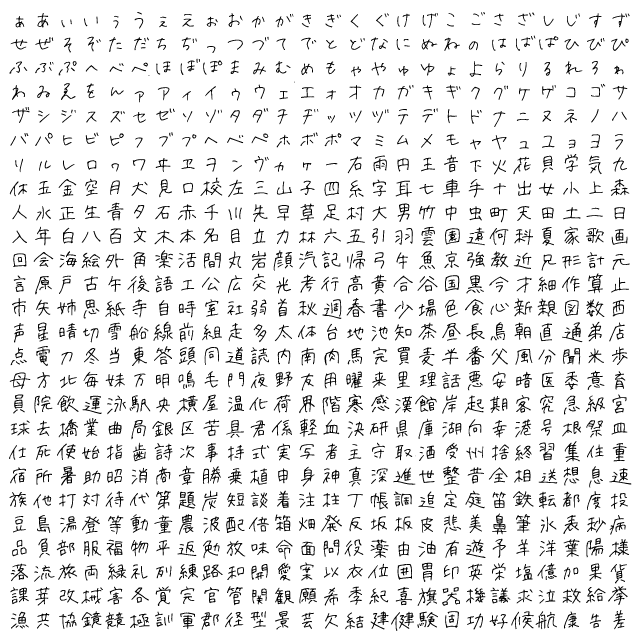 ぁあぃいぅうぇえぉおかがきぎくぐけげこごさざしじすず
せぜそぞただちぢっつづてでとどなにぬねのはばぱひびぴ
ふぶぷへべぺほぼぽまみむめもゃやゅゆょよらりるれろゎ
わゐゑをんァアィイゥウェエォオカガキギクグケゲコゴサ
ザシジスズセゼソゾタダチヂッツヅテデトドナニヌネノハ
バパヒビピフブプヘベペホボポマミムメモャヤュユョヨラ
リルレロヮワヰヱヲンヴヵヶー一右雨円王音下火花貝学気九
休玉金空月犬見口校左三山子四糸字耳七車手十出女小上森
人水正生青夕石赤千川先早草足村大男竹中虫町天田土二日
入年白八百文木本名目立力林六五引羽雲園遠何科夏家歌画
回会海絵外角楽活間丸岩顔汽記帰弓牛魚京強教近兄形計元
言原戸古午後語工公広交光考行高黄合谷国黒今才細作算止
市矢姉思紙寺自時室社弱首秋週春書少場色食心新親図数西
声星晴切雪船線前組走多太体台地池知茶昼長鳥朝直通弟店
点電刀冬当東答頭同道読内南肉馬売買麦半番父風分聞米歩
母方北毎妹万明鳴毛門夜野友用曜来里理話悪安暗医委意育
員院飲運泳駅央横屋温化荷界階寒感漢館岸起期客究急級宮
球去橋業曲局銀区苦具君係軽血決研県庫湖向幸港号根祭皿
仕死使始指歯詩次事持式実写者主守取酒受州拾終習集住重
宿所暑助昭消商章勝乗植申身神真深進世整昔全相送想息速
族他打対待代第題炭短談着注柱丁帳調追定庭笛鉄転都度投
豆島湯登等動童農波配倍箱畑発反坂板皮悲美鼻筆氷表秒病
品負部服福物平返勉放味命面問役薬由油有遊予羊洋葉陽様
落流旅両緑礼列練路和開愛案以衣位囲胃印英栄塩億加果貨
課芽改械害各覚完官管関観願希季紀喜旗器機議求泣救給挙
漁共協鏡競極訓軍郡径型景芸欠結建健験固功好候航康告差